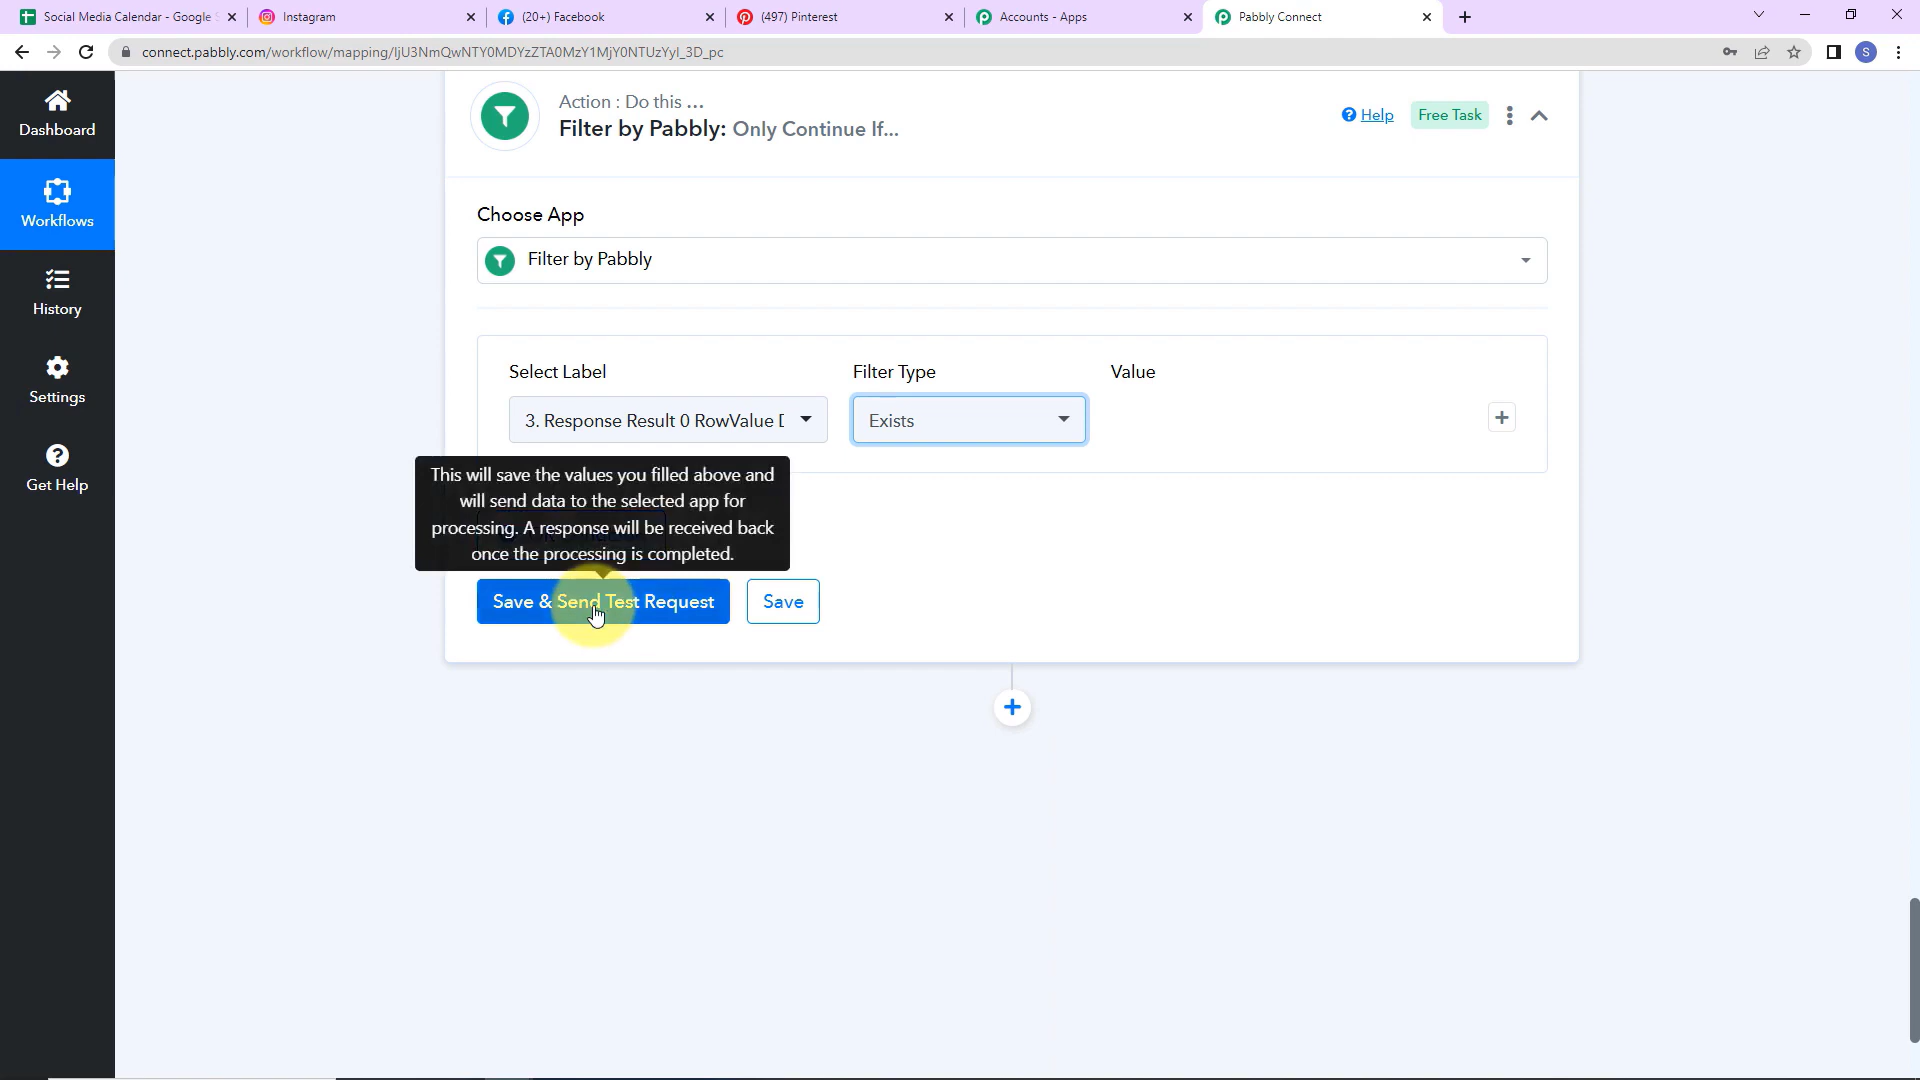 Social Media Calendar - Google S
Instagram
(20+) Facebook
(497) Pinterest
Accounts - Apps
Pabbly Connect
connect.pabbly.com/workflow/mapping/IjU3NmQwNTY0MDYzZTA0MzY1MjY0NTUzYyI_3D_pc
S
Dashboard
Workflows
History
Settings
Get Help
Action : Do this ...
Filter by Pabbly: Only Continue If...
Help
Free Task
Choose App
Filter by Pabbly
Select Label
Filter Type
Value
3. Response Result 0 RowValue D
Exists
This will save the values you filled above and
will send data to the selected app for
processing. A response will be received back
once the processing is completed.
Save & Send Test Request
Save